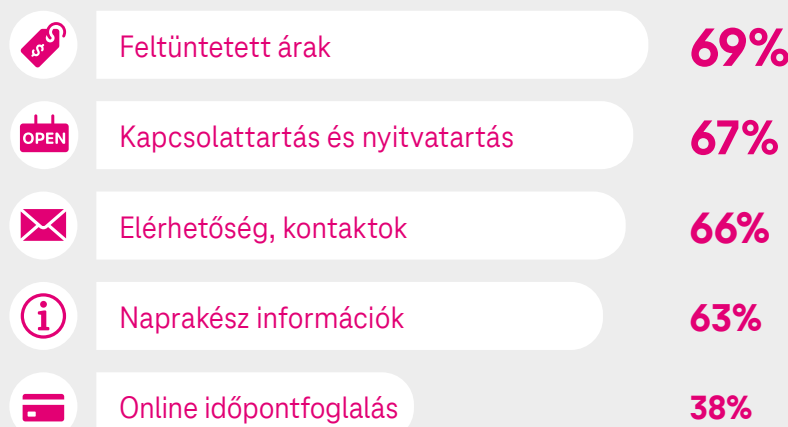 Feltüntetett árak 69%
OPEN Kapcsolattartás és nyitvatartás 67%
Elérhetőség, kontaktok 66%
Naprakész információk 63%
Online időpontfoglalás 38%